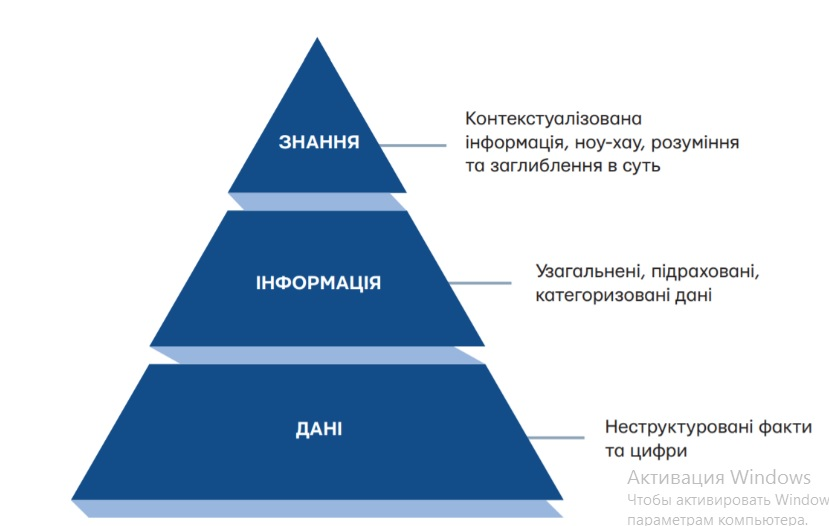 ЗНАННЯ
Контекстуалізована
інформація, ноу-хау, розуміння
та заглиблення в суть
ІНФОРМАЦІЯ
Узагальнені, підраховані,
категоризовані дані
ДАНІ
Неструктуровані факти
та цифри
Активация Windows
Чтобы активировать Window
параметрам компьютера.